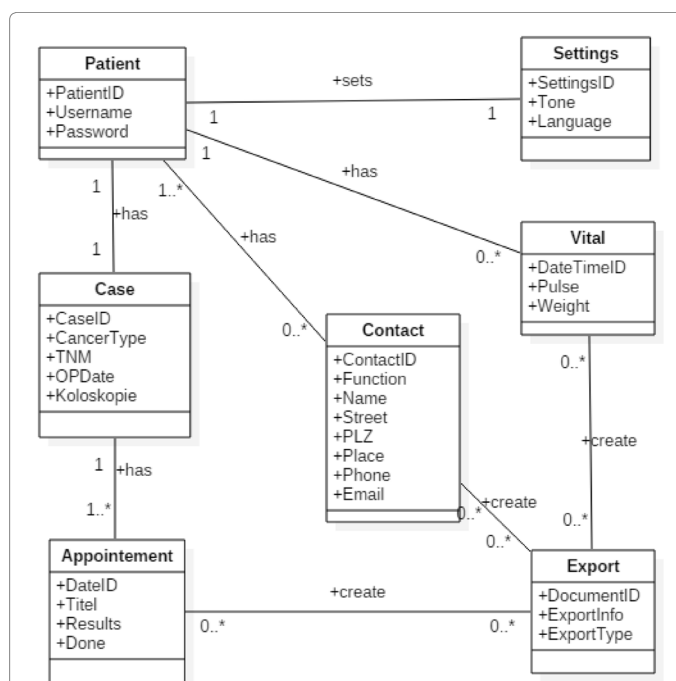 Patient
+PatientID
+Username
+Password
Settings
+SettingsID
+Tone
+Language
+sets
1
1
1
+has
0..*
Vital
+DateTimeID
+Pulse
+Weight
1
+has
1
1..*
+has
0..*
Case
+CaseID
+CancerType
+TNM
+OPDate
+Koloskopie
Contact
+ContactID
+Function
+Name
+Street
+PLZ
+Place
+Phone
+Email
0..*
+create
0..*
1
+has
1..*
+create
0..*
0..*
Appointement
+DateID
+Titel
+Results
+Done
+create
0..*
0..*
Export
+DocumentID
+ExportInfo
+ExportType